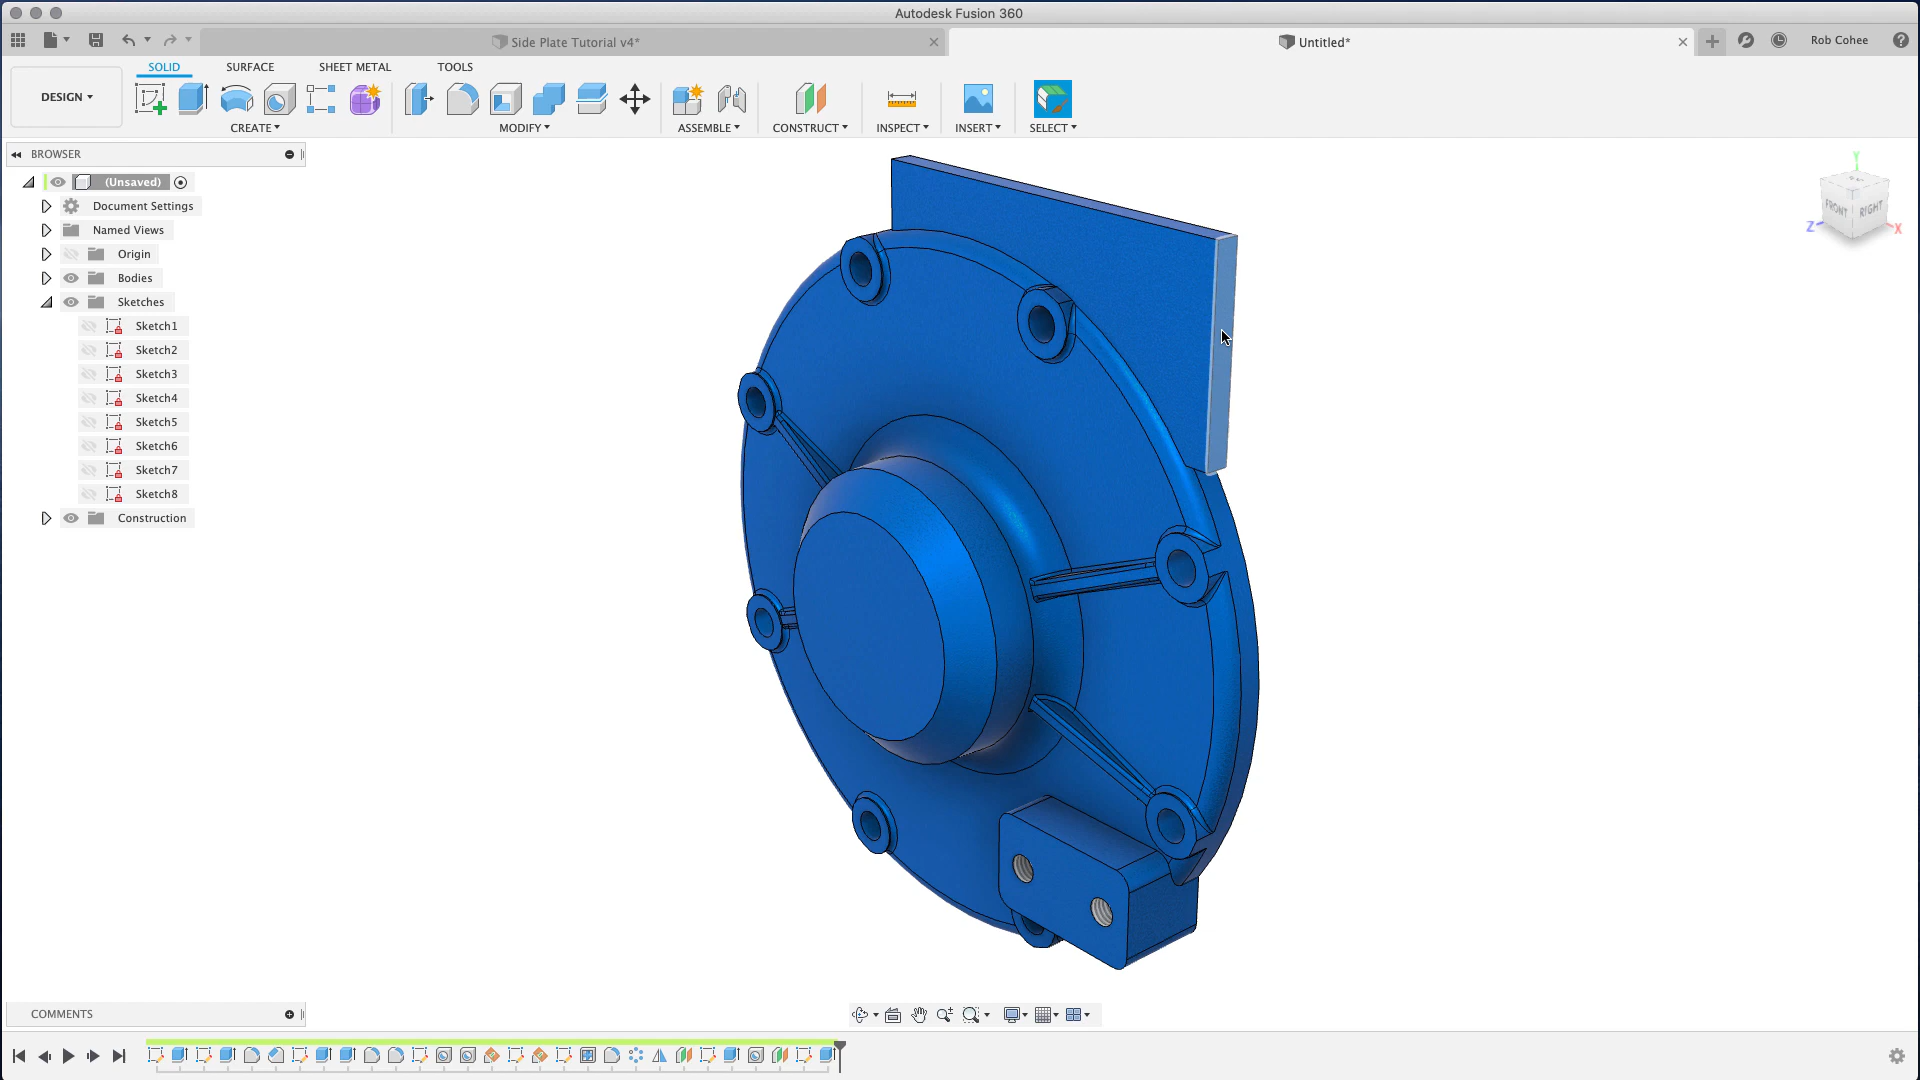 Autodesk Fusion 360
Side Plate Tutorial v4*
Untitled*
Rob Cohee
DESIGN
SOLID
SURFACE
SHEET METAL
TOOLS
CREATE
MODIFY
ASSEMBLE
CONSTRUCT
INSPECT
INSERT
SELECT
BROWSER
(Unsaved)
Document Settings
Named Views
Origin
Bodies
Sketches
Sketch1
Sketch2
Sketch3
Sketch4
Sketch5
Sketch6
Sketch7
Sketch8
Construction
Y
FRONT
RIGHT
Z
X
COMMENTS